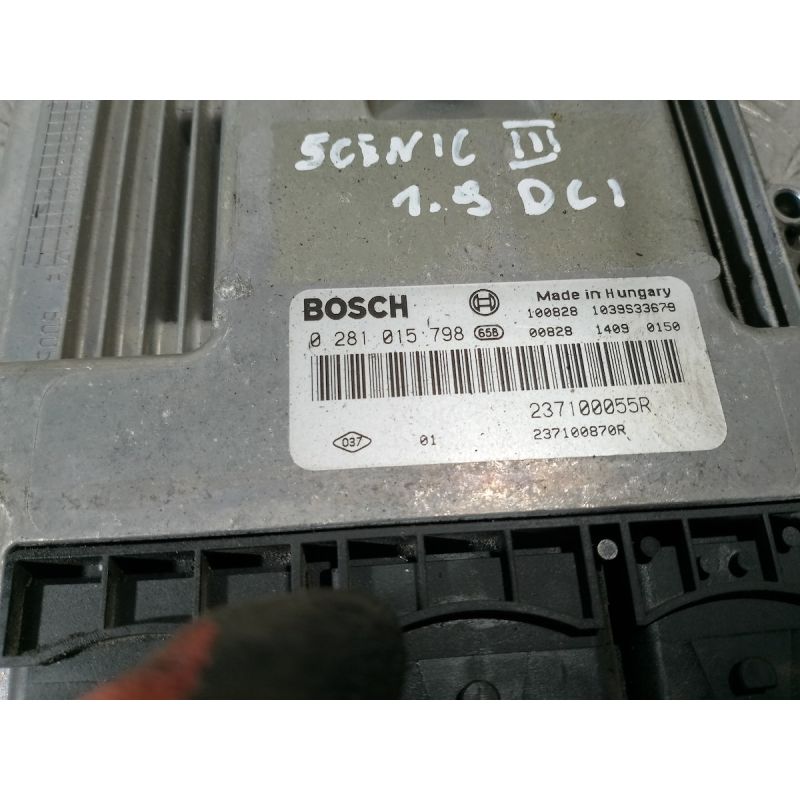 SCENIC III
1.9 DCI
BOSCH
Made in Hungary
100828 1039S33679
0 281 015 798 65B 00828 1409 0150
237100055R
037 01 237100870R